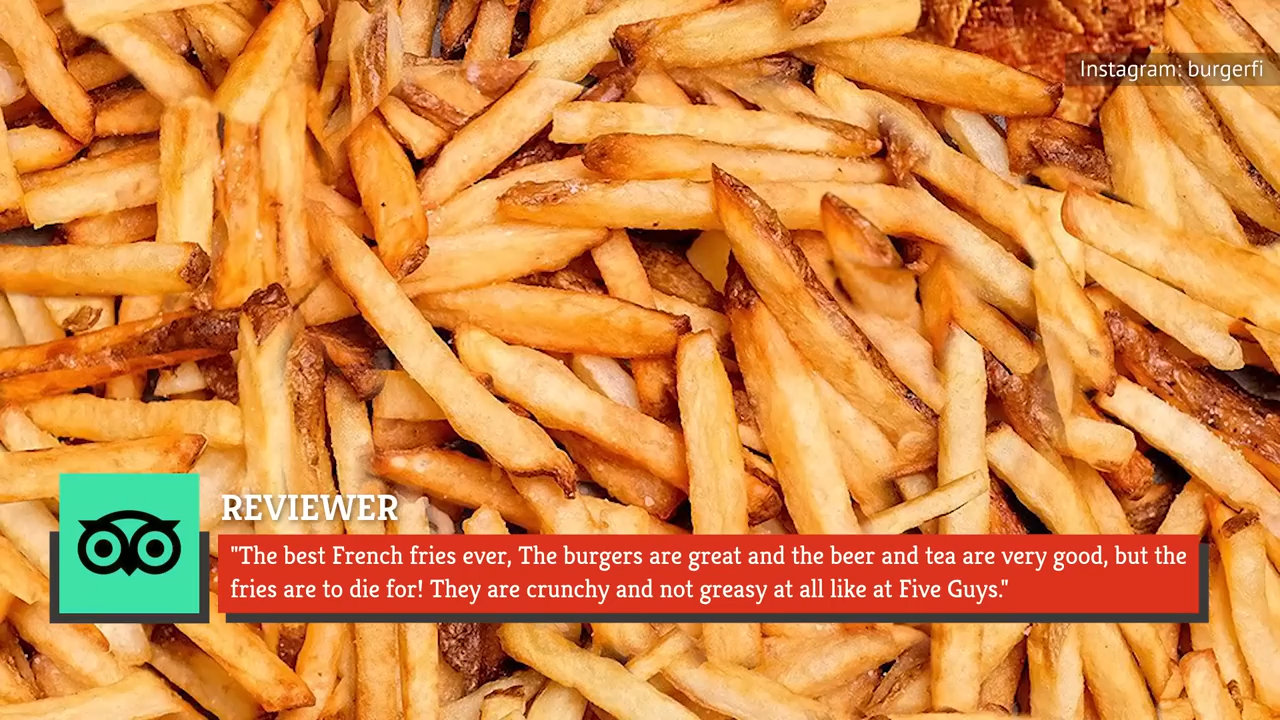 Instagram: burgerfi
REVIEWER
"The best French fries ever, The burgers are great and the beer and tea are very good, but the
fries are to die for! They are crunchy and not greasy at all like at Five Guys."